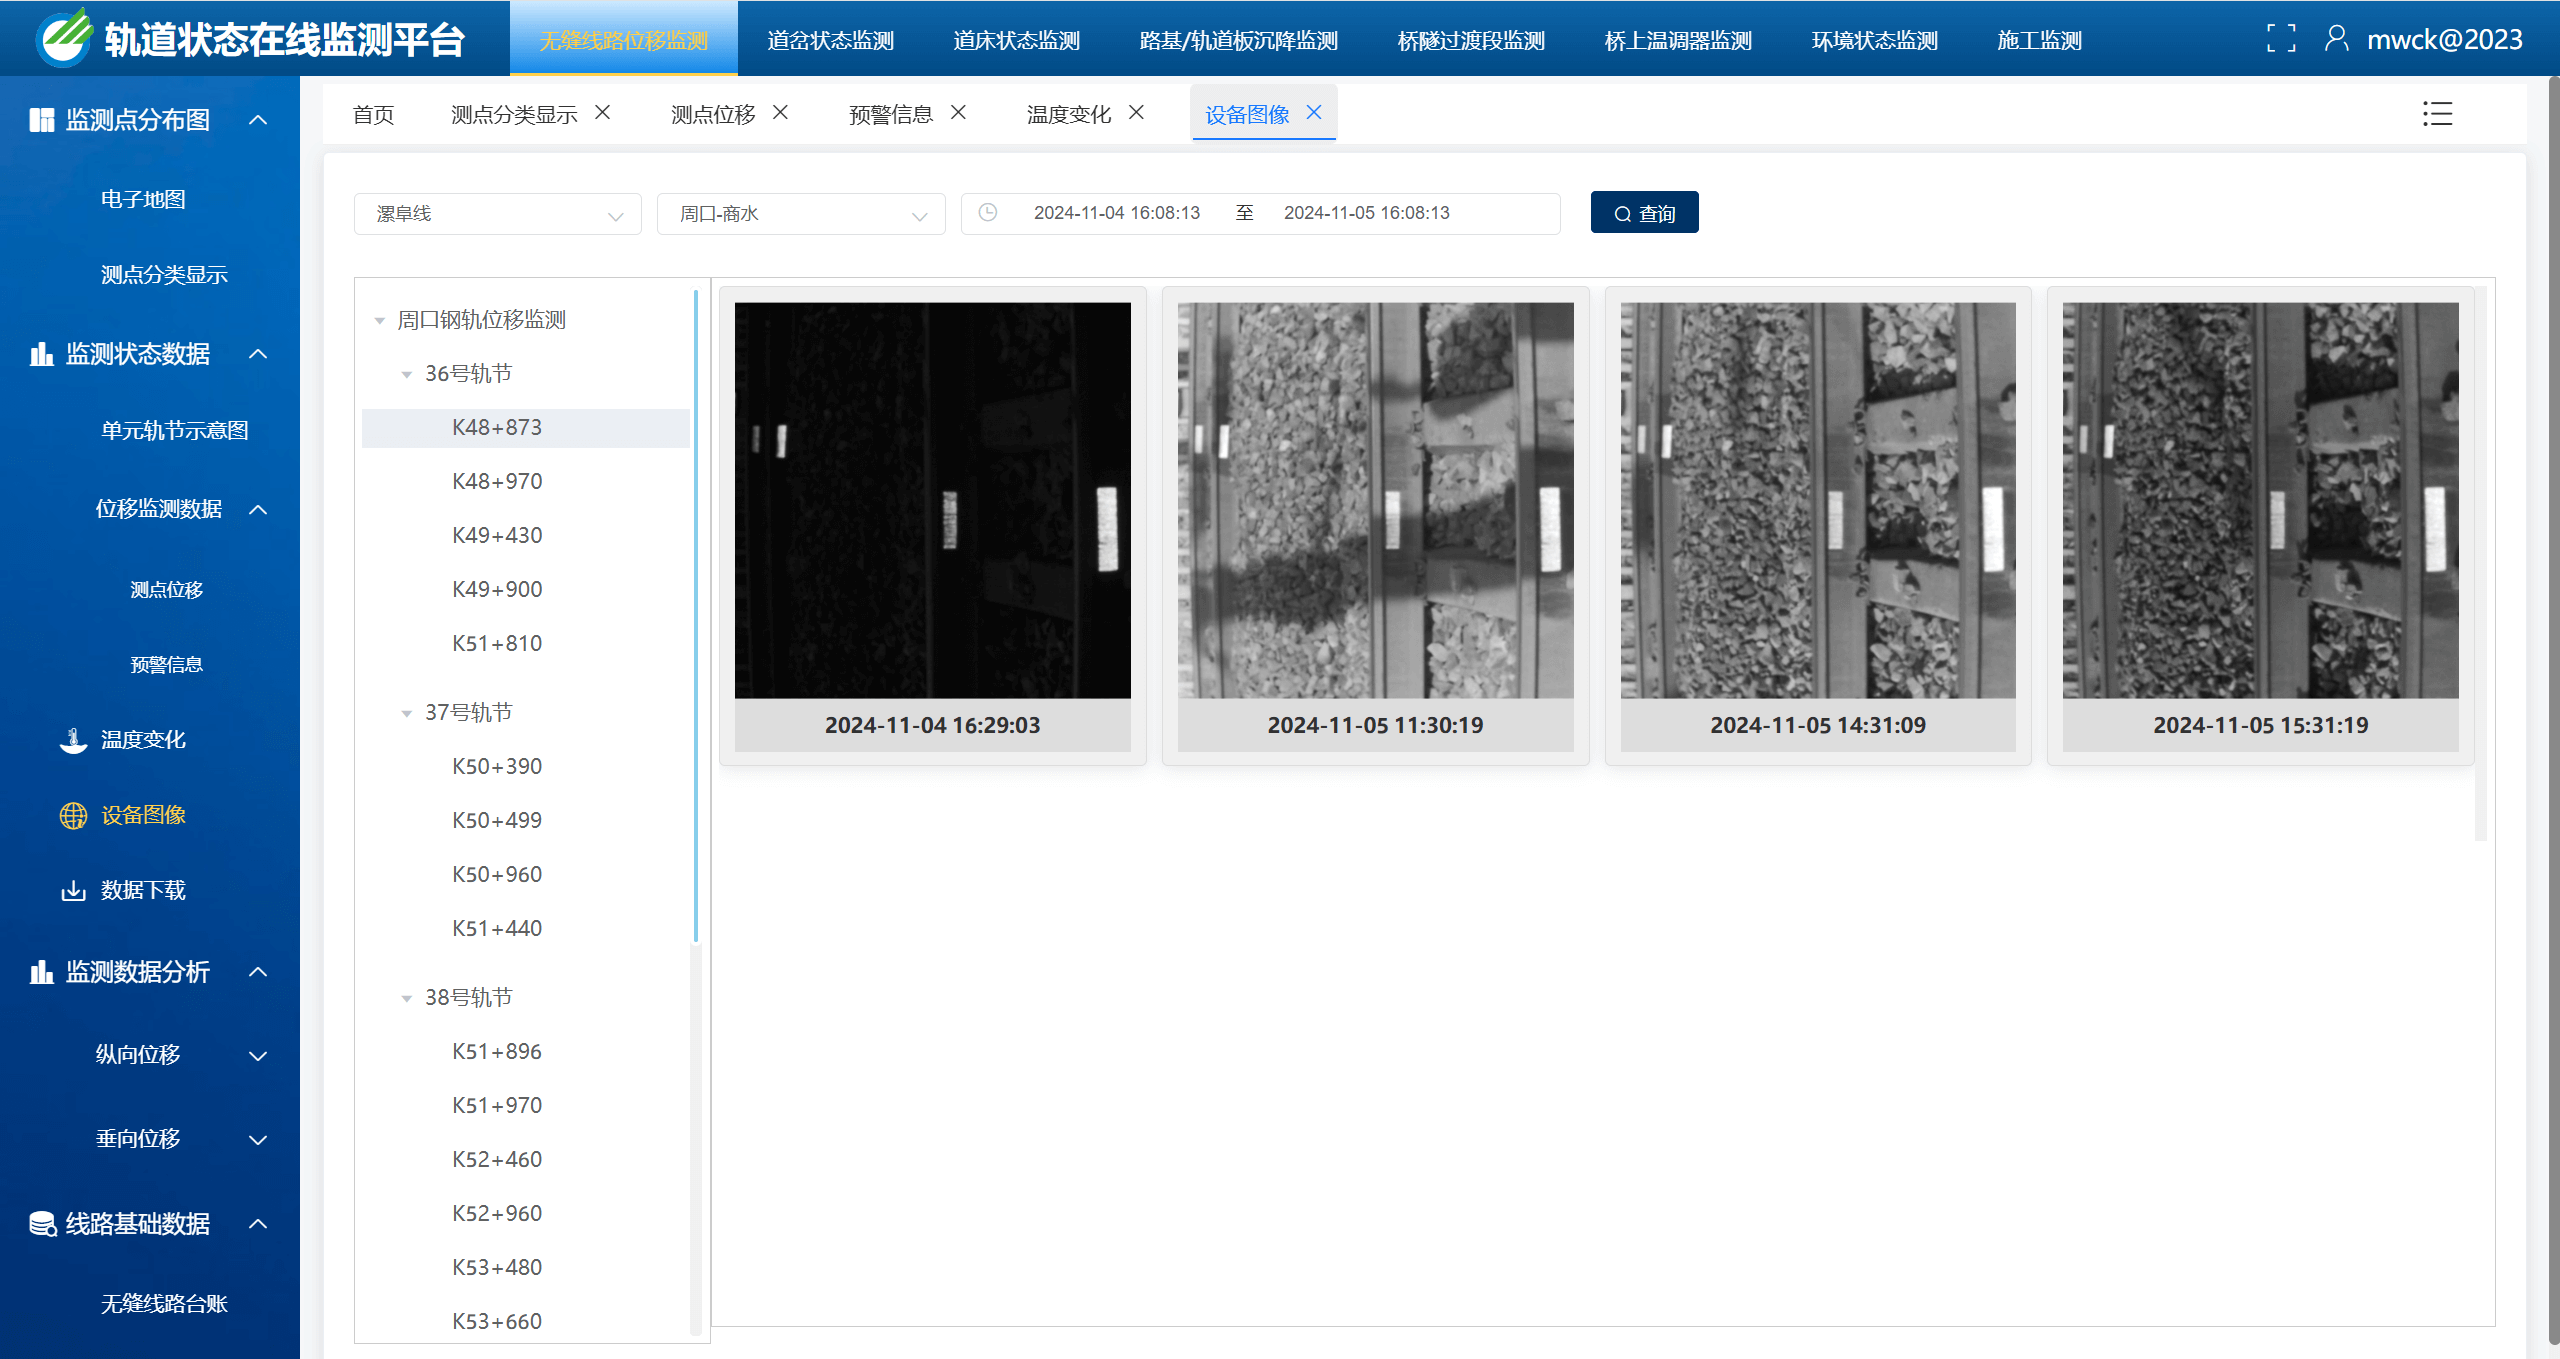 轨道状态在线监测平台
无缝线路位移监测
道岔状态监测
道床状态监测
路基/轨道板沉降监测
桥隧过渡段监测
桥上温调器监测
环境状态监测
施工监测
mwck@2023
监测点分布图
电子地图
测点分类显示
监测状态数据
单元轨节示意图
位移监测数据
测点位移
预警信息
温度变化
设备图像
数据下载
监测数据分析
纵向位移
垂向位移
线路基础数据
无缝线路台账
首页
测点分类显示
测点位移
预警信息
温度变化
设备图像
漯阜线
周口-商水
2024-11-04 16:08:13 至 2024-11-05 16:08:13
查询
周口钢轨位移监测
36号轨节
K48+873
K48+970
K49+430
K49+900
K51+810
37号轨节
K50+390
K50+499
K50+960
K51+440
38号轨节
K51+896
K51+970
K52+460
K52+960
K53+480
K53+660
2024-11-04 16:29:03
2024-11-05 11:30:19
2024-11-05 14:31:09
2024-11-05 15:31:19